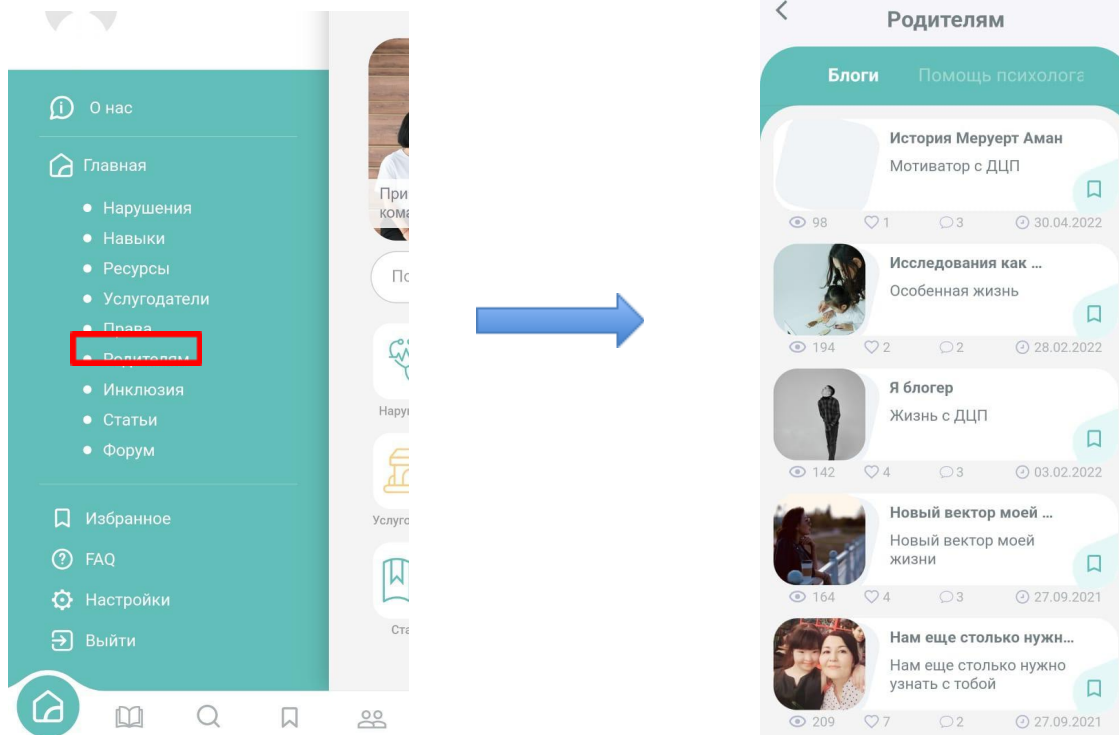 О нас
Главная
Нарушения
Навыки
Ресурсы
Услугодатели
Права
Родителям
Инклюзия
Статьи
Форум
Избранное
FAQ
Настройки
Выйти
При
кома
По
Нару
Услуго
Ста
Родителям
Блоги Помощь психолога
История Меруерт Аман
Мотиватор с ДЦП
98 1 3 30.04.2022
Исследования как ...
Особенная жизнь
194 2 2 28.02.2022
Я блогер
Жизнь с ДЦП
142 4 3 03.02.2022
Новый вектор моей ...
Новый вектор моей
жизни
164 4 3 27.09.2021
Нам еще столько нужн...
Нам еще столько нужно
узнать с тобой
209 7 2 27.09.2021